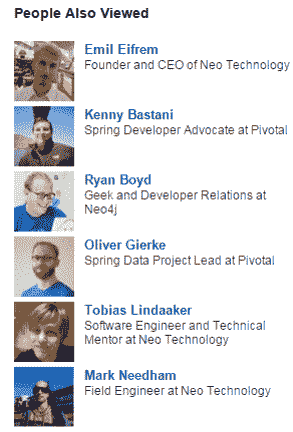 People Also Viewed
Emil Eifrem
Founder and CEO of Neo Technology
Kenny Bastani
Spring Developer Advocate at Pivotal
Ryan Boyd
Geek and Developer Relations at
Neo4j
Oliver Gierke
Spring Data Project Lead at Pivotal
Tobias Lindaaker
Software Engineer and Technical
Mentor at Neo Technology
Mark Needham
Field Engineer at Neo Technology